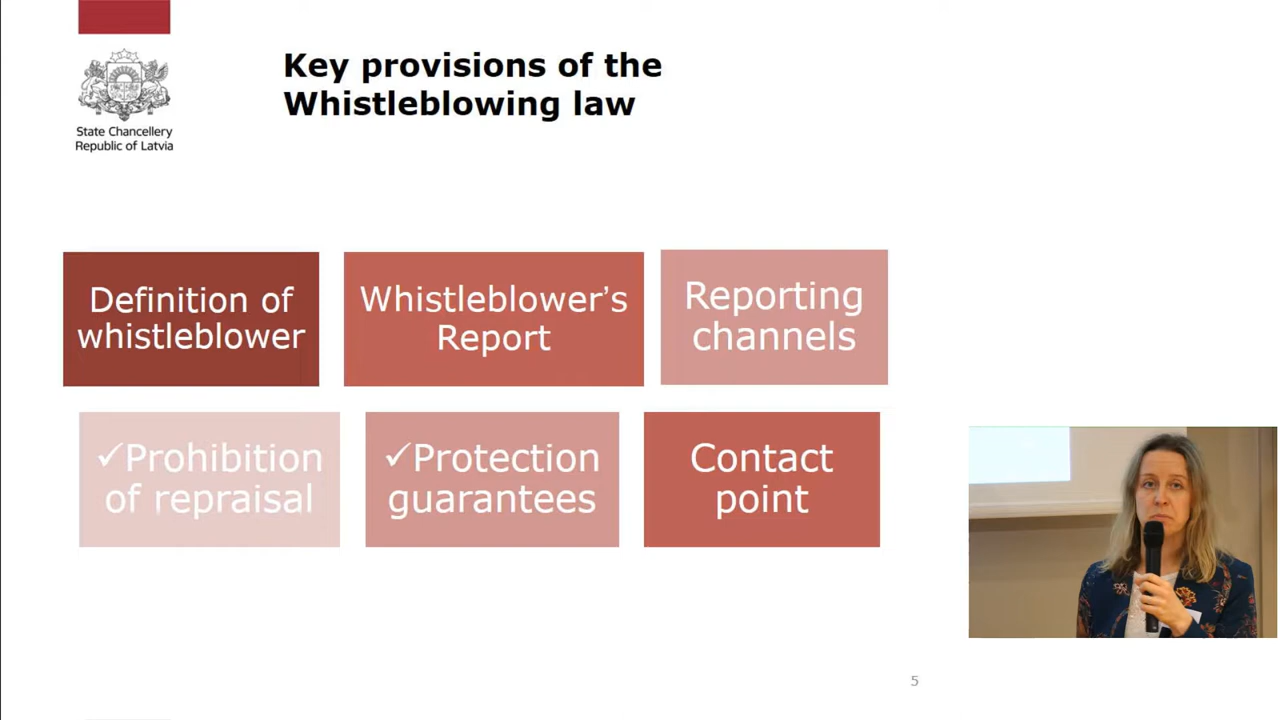 Key provisions of the
Whistleblowing law
State Chancellery
Republic of Latvia
Definition of
whistleblower
Whistleblower’s
Report
Reporting
channels
✓Prohibition
of repraisal
✓Protection
guarantees
Contact
point
5